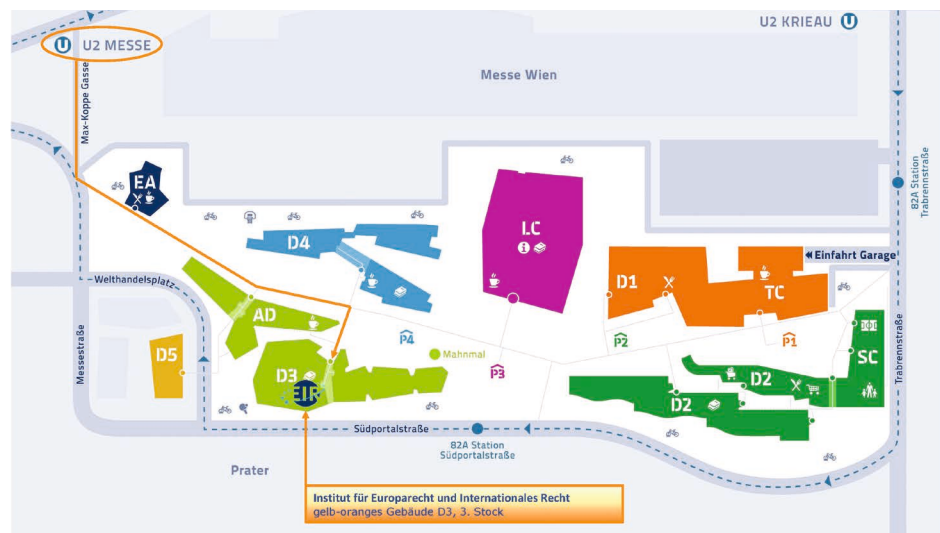 U2 KRIEAU U
U U2 MESSE
Messe Wien
Max-Koppe Gasse
82A Station
Trabrennstraße
EA
LC
i
D4
Einfahrt Garage
D1
TC
Welthandelsplatz
AD
P4
P2
P1
Mahnmal
D5
D3
P3
SC
D2
D2
EIR
Messestraße
Trabrennstraße
Südportalstraße
82A Station
Südportalstraße
Prater
Institut für Europarecht und Internationales Recht
gelb-oranges Gebäude D3, 3. Stock